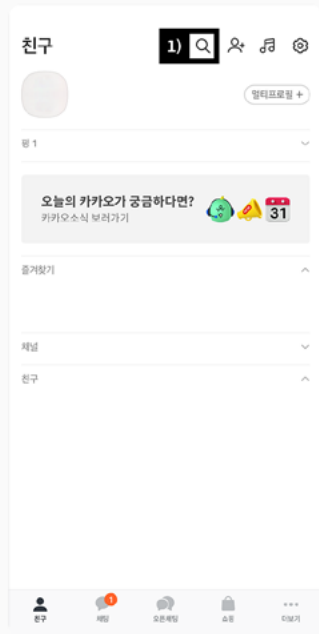 친구
1)
멀티프로필 +
펑 1
오늘의 카카오가 궁금하다면?
카카오소식 보러가기
31
즐겨찾기
채널
친구
친구
채팅
1
오픈채팅
쇼핑
더보기